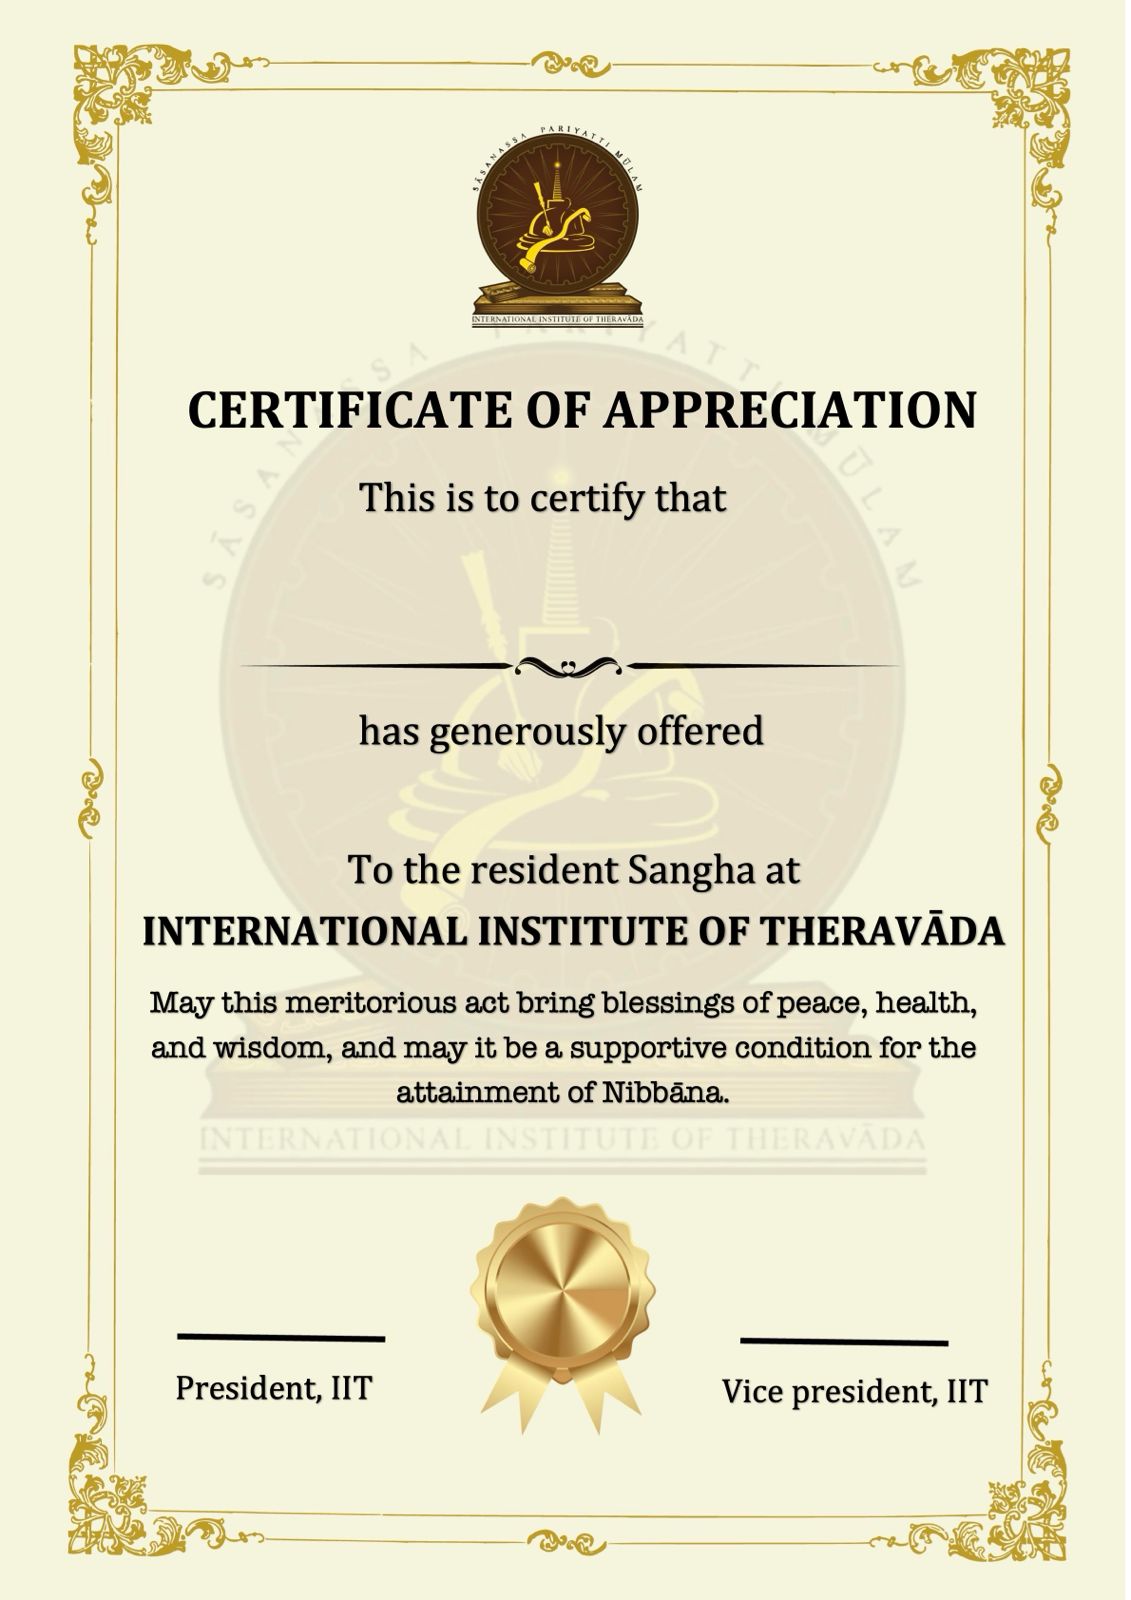 SĀSANASSA PARIYATTI MŪLAM
INTERNATIONAL INSTITUTE OF THERAVĀDA
SĀSANASSA PARIYATTI MŪLAM
CERTIFICATE OF APPRECIATION
This is to certify that
has generously offered
To the resident Sangha at
INTERNATIONAL INSTITUTE OF THERAVĀDA
May this meritorious act bring blessings of peace, health,
and wisdom, and may it be a supportive condition for the
attainment of Nibbāna.
INTERNATIONAL INSTITUTE OF THERAVĀDA
President, IIT
Vice president, IIT